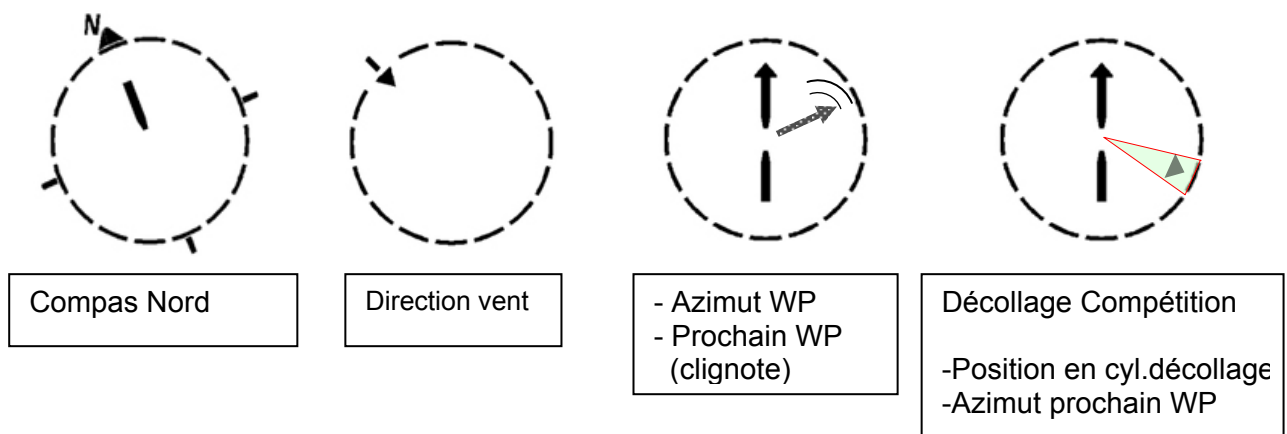 N
Compas Nord
Direction vent
- Azimut WP
- Prochain WP
(clignote)
Décollage Compétition
-Position en cyl.décollage
-Azimut prochain WP